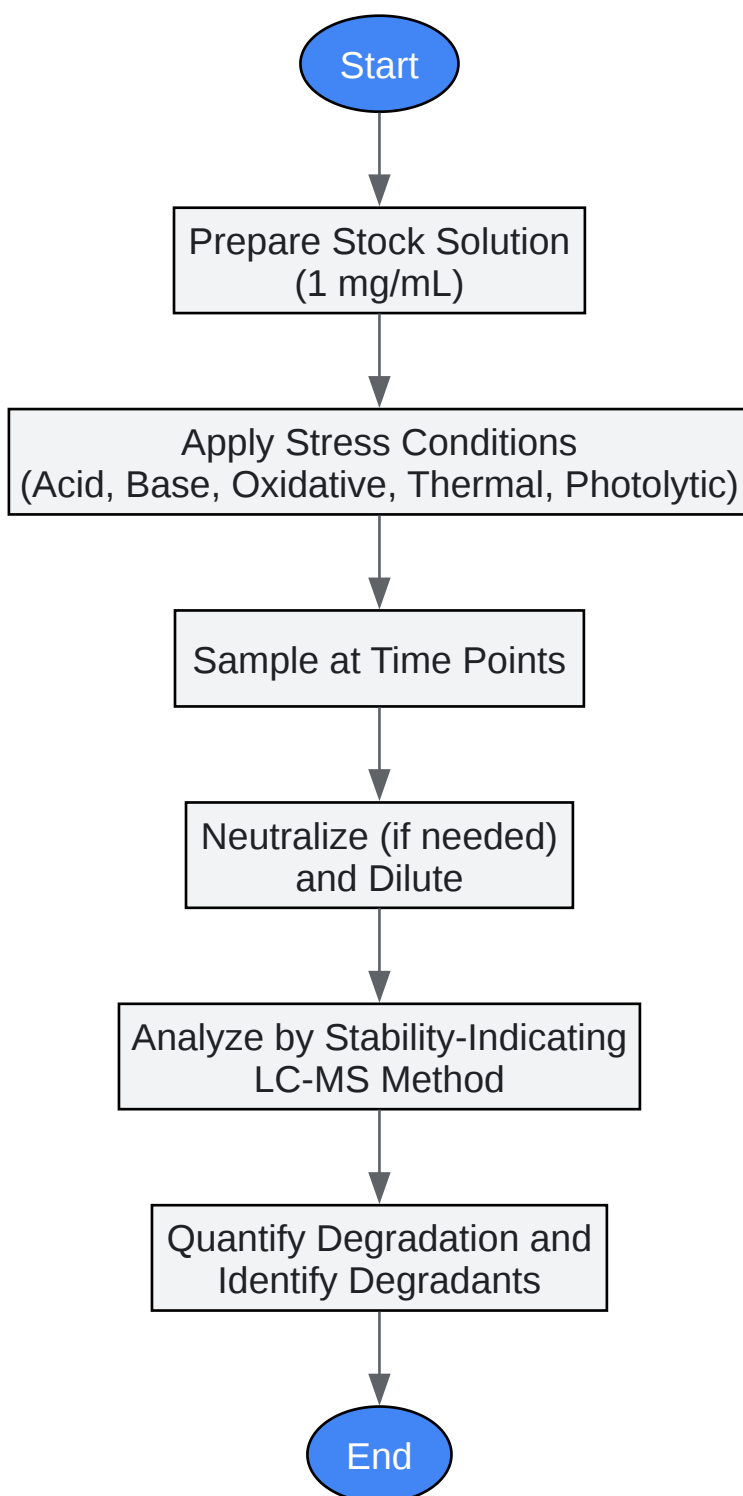 Start
Prepare Stock Solution
(1 mg/mL)
Apply Stress Conditions
(Acid, Base, Oxidative, Thermal, Photolytic)
Sample at Time Points
Neutralize (if needed)
and Dilute
Analyze by Stability-Indicating
LC-MS Method
Quantify Degradation and
Identify Degradants
End